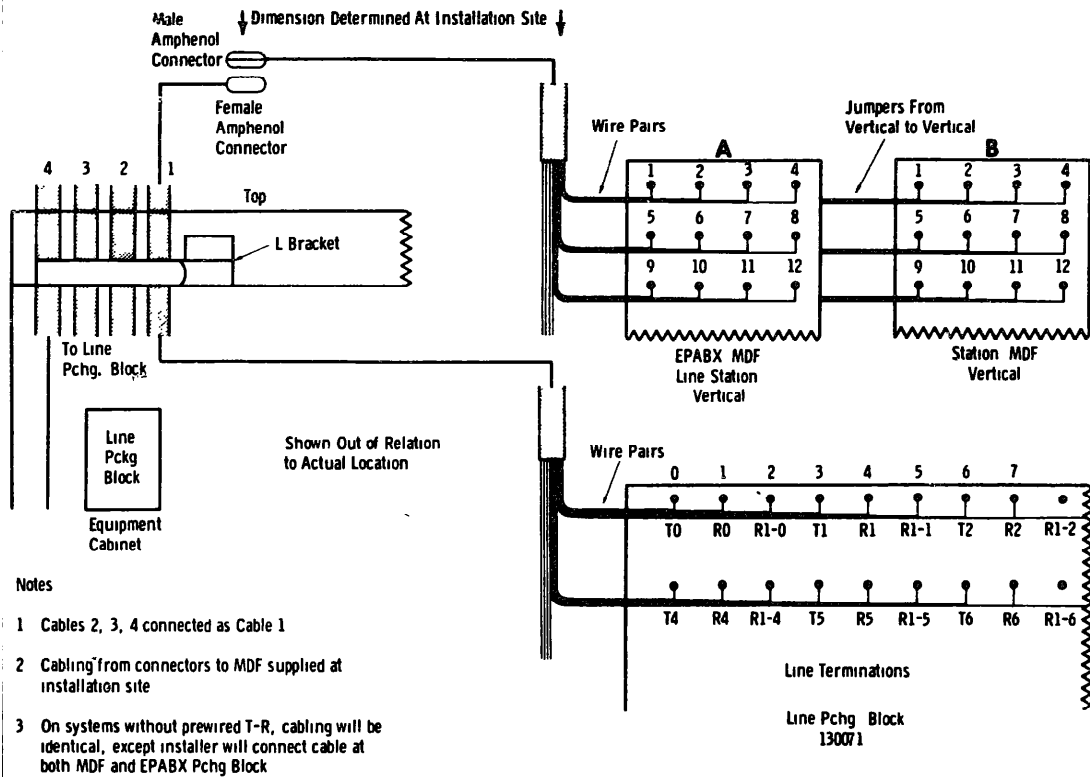 Male
Amphenol
Connector
Dimension Determined At Installation Site
Female
Amphenol
Connector
4 3 2 1
Top
L Bracket
To Line
Pchg. Block
Line
Pckg
Block
Equipment
Cabinet
Shown Out of Relation
to Actual Location
Wire Pairs
Jumpers From
Vertical to Vertical
A
1 2 3 4
5 6 7 8
9 10 11 12
EPABX MDF
Line Station
Vertical
B
1 2 3 4
5 6 7 8
9 10 11 12
Station MDF
Vertical
Wire Pairs
0 1 2 3 4 5 6 7
T0 R0 R1-0 T1 R1 R1-1 T2 R2 R1-2
T4 R4 R1-4 T5 R5 R1-5 T6 R6 R1-6
Line Terminations
Line Pchg Block
130071
Notes
1 Cables 2, 3, 4 connected as Cable 1
2 Cabling from connectors to MDF supplied at
installation site
3 On systems without prewired T-R, cabling will be
identical, except installer will connect cable at
both MDF and EPABX Pchg Block